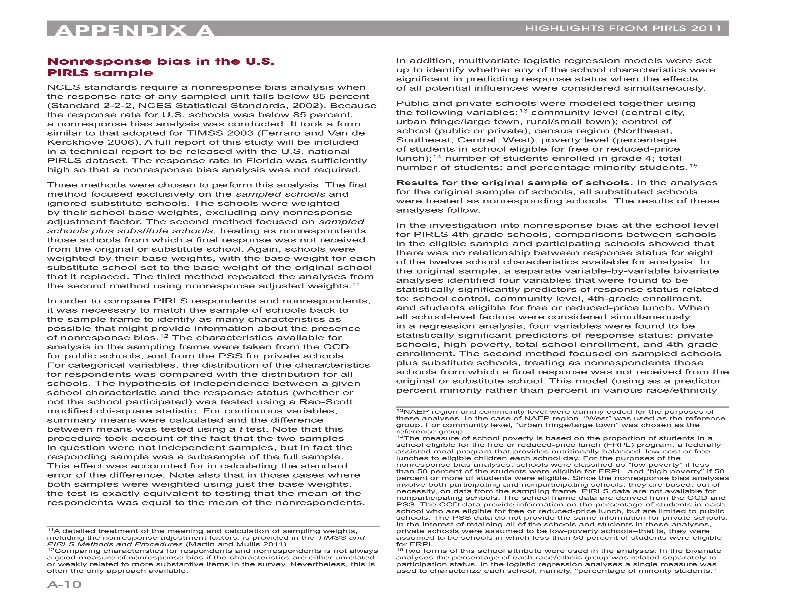 APPENDIX A
HIGHLIGHTS FROM PIRLS 2011
Nonresponse bias in the U.S.
PIRLS sample
NCES standards require a nonresponse bias analysis when
the response rate of any sampled unit falls below 85 percent
(Standard 2-2-2, NCES Statistical Standards, 2002). Because
the response rate for U.S. schools was below 85 percent,
a nonresponse bias analysis was conducted. It took a form
similar to that adopted for TIMSS 2003 (Ferraro and Van de
Kerckhove 2006). A full report of this study will be included
in a technical report to be released with the U.S. national
PIRLS dataset. The response rate in Florida was sufficiently
high so that a nonresponse bias analysis was not required.
Three methods were chosen to perform this analysis. The first
method focused exclusively on the sampled schools and
ignored substitute schools. The schools were weighted
by their school base weights, excluding any nonresponse
adjustment factor. The second method focused on sampled
schools plus substitute schools, treating as nonrespondents
those schools from which a final response was not received
from the original or substitute school. Again, schools were
weighted by their base weights, with the base weight for each
substitute school set to the base weight of the original school
that it replaced. The third method repeated the analyses from
the second method using nonresponse adjusted weights.11
In order to compare PIRLS respondents and nonrespondents,
it was necessary to match the sample of schools back to
the sample frame to identify as many characteristics as
possible that might provide information about the presence
of nonresponse bias.12 The characteristics available for
analysis in the sampling frame were taken from the CCD
for public schools, and from the PSS for private schools.
For categorical variables, the distribution of the characteristics
for respondents was compared with the distribution for all
schools. The hypothesis of independence between a given
school characteristic and the response status (whether or
not the school participated) was tested using a Rao-Scott
modified chi-square statistic. For continuous variables,
summary means were calculated and the difference
between means was tested using a t test. Note that this
procedure took account of the fact that the two samples
in question were not independent samples, but in fact the
responding sample was a subsample of the full sample.
This effect was accounted for in calculating the standard
error of the difference. Note also that in those cases where
both samples were weighted using just the base weights,
the test is exactly equivalent to testing that the mean of the
respondents was equal to the mean of the nonrespondents.
11A detailed treatment of the meaning and calculation of sampling weights,
including the nonresponse adjustment factors, is provided in the TIMSS and
PIRLS Methods and Procedures (Martin and Mullis 2011).
12Comparing characteristics for respondents and nonrespondents is not always
a good measure of nonresponse bias if the characteristics are either unrelated
or weakly related to more substantive items in the survey. Nevertheless, this is
often the only approach available.
A-10
In addition, multivariate logistic regression models were set
up to identify whether any of the school characteristics were
significant in predicting response status when the effects
of all potential influences were considered simultaneously.
Public and private schools were modeled together using
the following variables:13 community level (central city,
urban fringe/large town, rural/small town); control of
school (public or private); census region (Northeast,
Southeast, Central, West); poverty level (percentage
of students in school eligible for free or reduced-price
lunch);14 number of students enrolled in grade 4; total
number of students; and percentage minority students.15
Results for the original sample of schools. In the analyses
for the original sample of schools, all substituted schools
were treated as nonresponding schools. The results of these
analyses follow.
In the investigation into nonresponse bias at the school level
for PIRLS 4th grade schools, comparisons between schools
in the eligible sample and participating schools showed that
there was no relationship between response status for eight
of the twelve school characteristics available for analysis. In
the original sample, a separate variable-by-variable bivariate
analyses identified four variables that were found to be
statistically significantly predictors of response status related
to: school control, community level, 4th-grade enrollment,
and students eligible for free or reduced-price lunch. When
all school-level factors were considered simultaneously
in a regression analysis, four variables were found to be
statistically significant predictors of response status: private
schools, high poverty, total school enrollment, and 4th grade
enrollment. The second method focused on sampled schools
plus substitute schools, treating as nonrespondents those
schools from which a final response was not received from the
original or substitute school. This model (using as a predictor
percent minority rather than percent in various race/ethnicity
13NAEP region and community level were dummy coded for the purposes of
these analyses. In the case of NAEP region, "West" was used as the reference
group. For community level, "urban fringe/large town" was chosen as the
reference group.
14The measure of school poverty is based on the proportion of students in a
school eligible for the free or reduced-price lunch (FRPL) program, a federally
assisted meal program that provides nutritionally balanced, low-cost or free
lunches to eligible children each school day. For the purposes of the
nonresponse bias analyses, schools were classified as "low poverty" if less
than 50 percent of the students were eligible for FRPL, and "high poverty" if 50
percent or more of students were eligible. Since the nonresponse bias analyses
involve both participating and nonparticipating schools, they are based, out of
necessity, on data from the sampling frame. PIRLS data are not available for
nonparticipating schools. The school frame data are derived from the CCD and
PSS. The CCD data provide information on the percentage of students in each
school who are eligible for free or reduced-price lunch, but are limited to public
schools. The PSS data do not provide the same information for private schools.
In the interest of retaining all of the schools and students in these analyses,
private schools were assumed to be low-poverty schools–that is, they were
assumed to be schools in which less than 50 percent of students were eligible
for FRPL.
15Two forms of this school attribute were used in the analyses. In the bivariate
analyses the percentage of each race/ethnic group was related separately to
participation status. In the logistic regression analyses a single measure was
used to characterize each school, namely, "percentage of minority students."